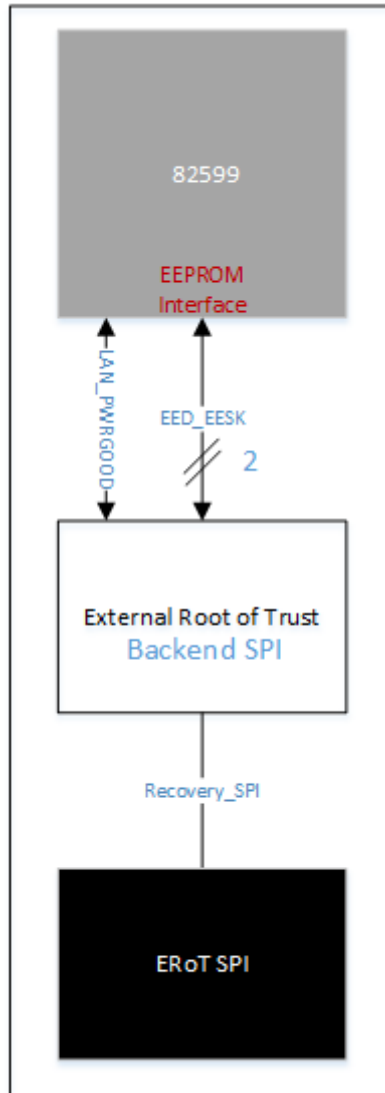 82599
EEPROM
Interface
LAN_PWRGOOD
EED_EESK
2
External Root of Trust
Backend SPI
Recovery_SPI
ERoT SPI